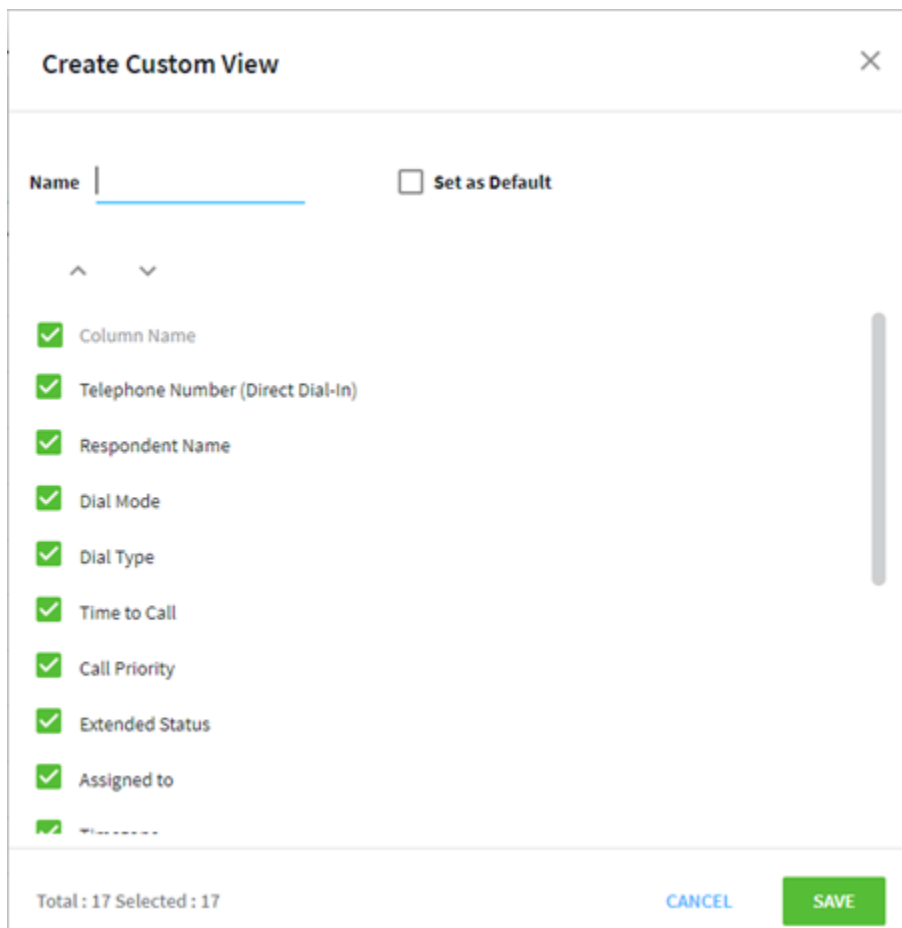 Create Custom View
Name
Set as Default
Column Name
Telephone Number (Direct Dial-In)
Respondent Name
Dial Mode
Dial Type
Time to Call
Call Priority
Extended Status
Assigned to
Total : 17 Selected : 17
CANCEL
SAVE